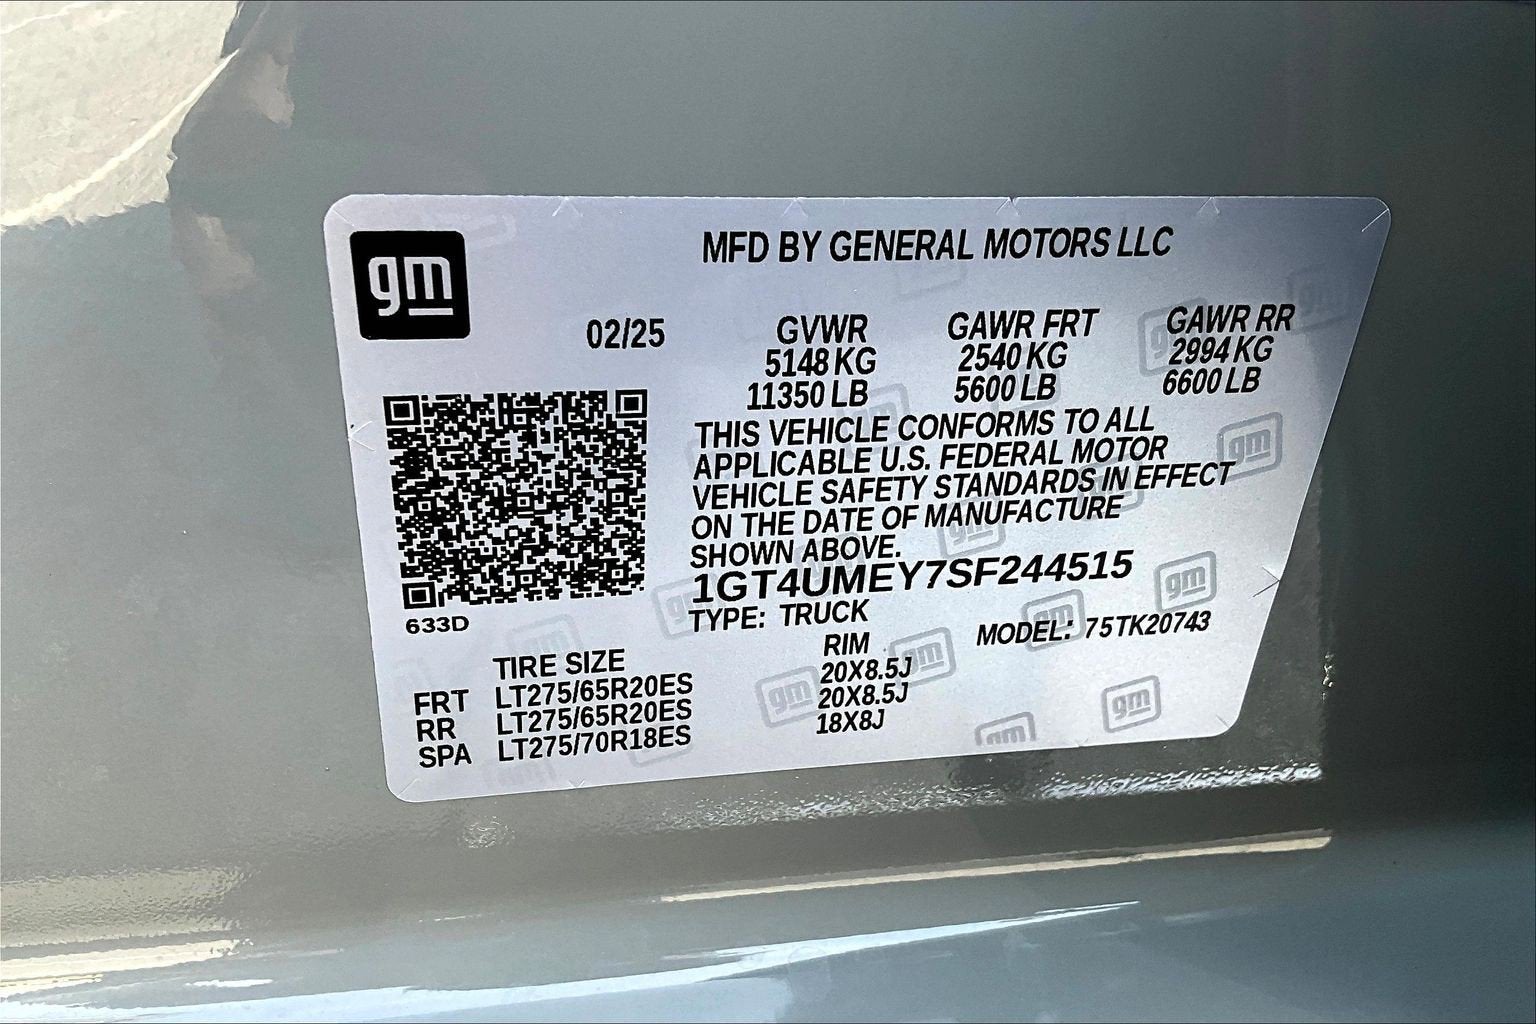 gm
MFD BY GENERAL MOTORS LLC
02/25 GVWR GAWR FRT GAWR RR
5148 KG 2540 KG 2994 KG
11350 LB 5600 LB 6600 LB
THIS VEHICLE CONFORMS TO ALL
APPLICABLE U.S. FEDERAL MOTOR
VEHICLE SAFETY STANDARDS IN EFFECT
ON THE DATE OF MANUFACTURE
SHOWN ABOVE.
1GT4UMEY7SF244515
633D
TYPE: TRUCK MODEL: 75TK20743
TIRE SIZE RIM
FRT LT275/65R20ES 20X8.5J
RR LT275/65R20ES 20X8.5J
SPA LT275/70R18ES 18X8J